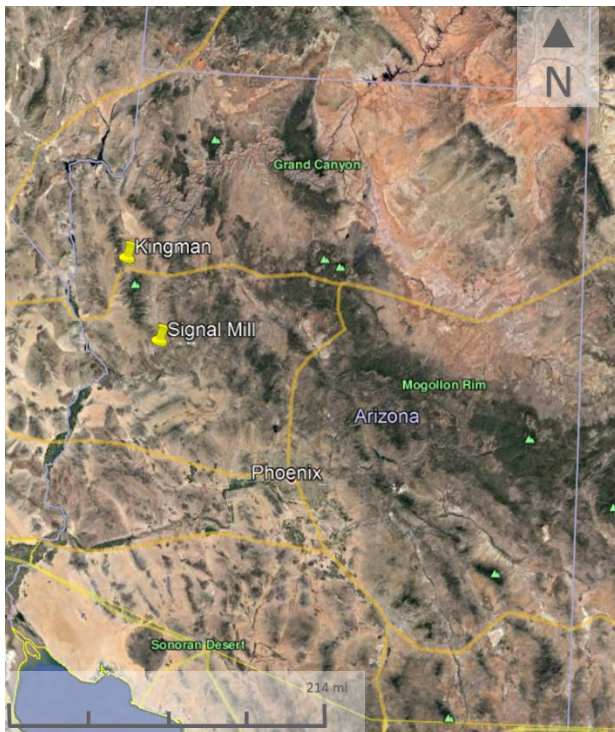 N
Grand Canyon
Kingman
Signal Mill
Mogollon Rim
Arizona
Phoenix
Sonoran Desert
214 mi